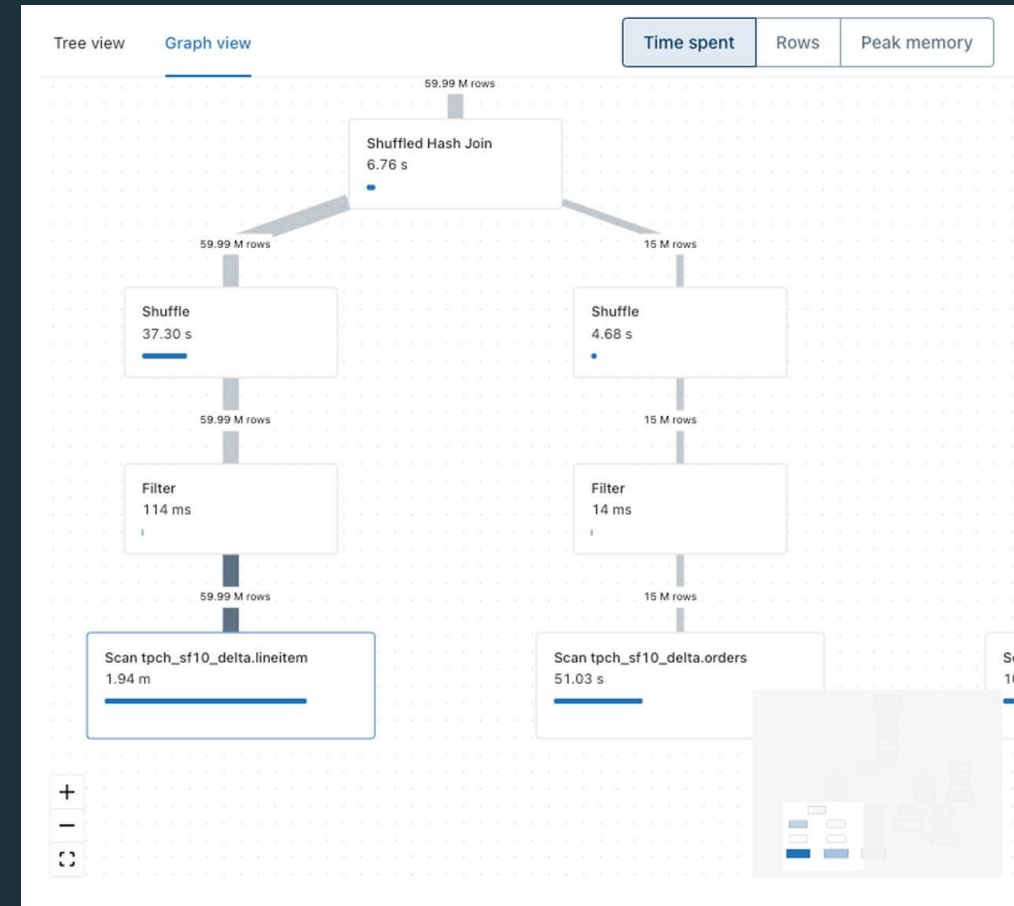 Tree view
Graph view
Time spent
Rows
Peak memory
59.99 M rows
Shuffled Hash Join
6.76 s
59.99 M rows
15 M rows
Shuffle
37.30 s
Shuffle
4.68 s
59.99 M rows
15 M rows
Filter
114 ms
Filter
14 ms
59.99 M rows
15 M rows
Scan tpch_sf10_delta.lineitem
1.94 m
Scan tpch_sf10_delta.orders
51.03 s